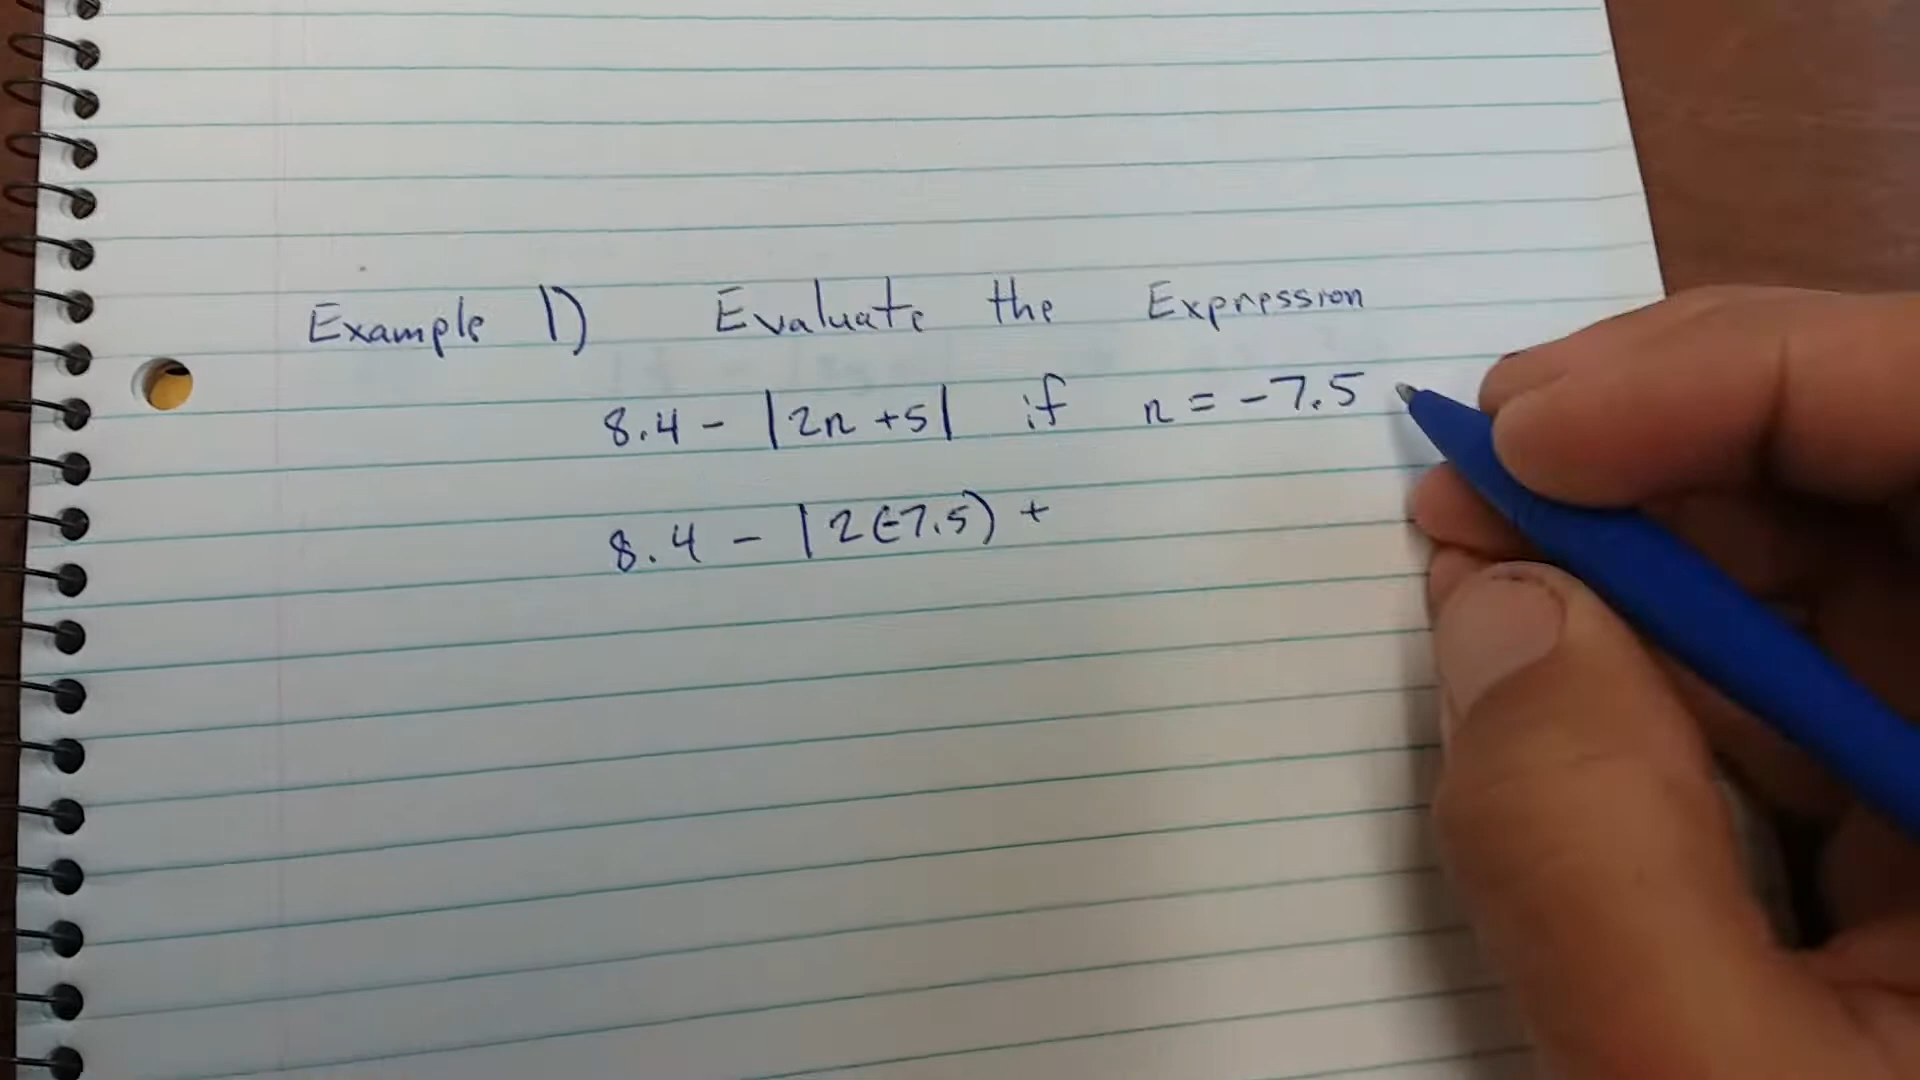 Example 1) Evaluate the Expression
8.4 - |2n + 5| if n = -7.5
8.4 - |2(-7.5) +